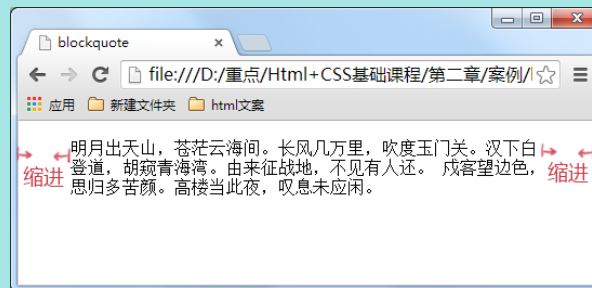 blockquote
file:///D:/重点/Html+CSS基础课程/第二章/案例/
应用 新建文件夹 html文案
明月出天山，苍茫云海间。长风几万里，吹度玉门关。汉下白
登道，胡窥青海湾。由来征战地，不见有人还。 戍客望边色，
思归多苦颜。高楼当此夜，叹息未应闲。
缩进
缩进